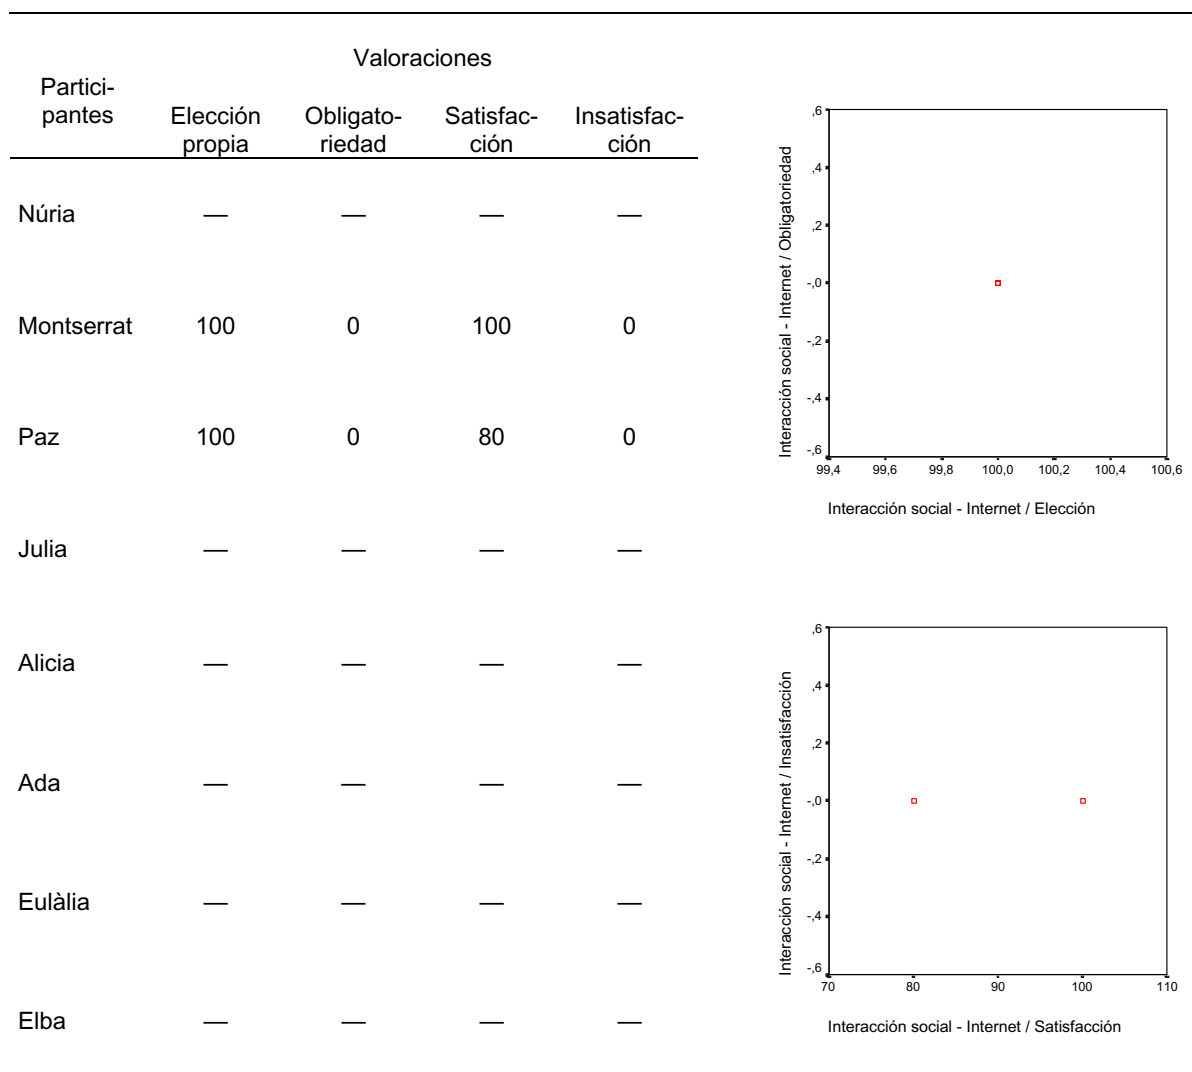 Valoraciones
Partici-
pantes
Elección
propia
Obligato-
riedad
Satisfac-
ción
Insatisfac-
ción
Núria — — — —
Montserrat 100 0 100 0
Paz 100 0 80 0
Julia — — — —
Alicia — — — —
Ada — — — —
Eulàlia — — — —
Elba — — — —
Interacción social - Internet / Obligatoriedad
,6
,4
,2
-,0
-,2
-,4
-,6
99,4 99,6 99,8 100,0 100,2 100,4 100,6
Interacción social - Internet / Elección
Interacción social - Internet / Insatisfacción
,6
,4
,2
-,0
-,2
-,4
-,6
70 80 90 100 110
Interacción social - Internet / Satisfacción